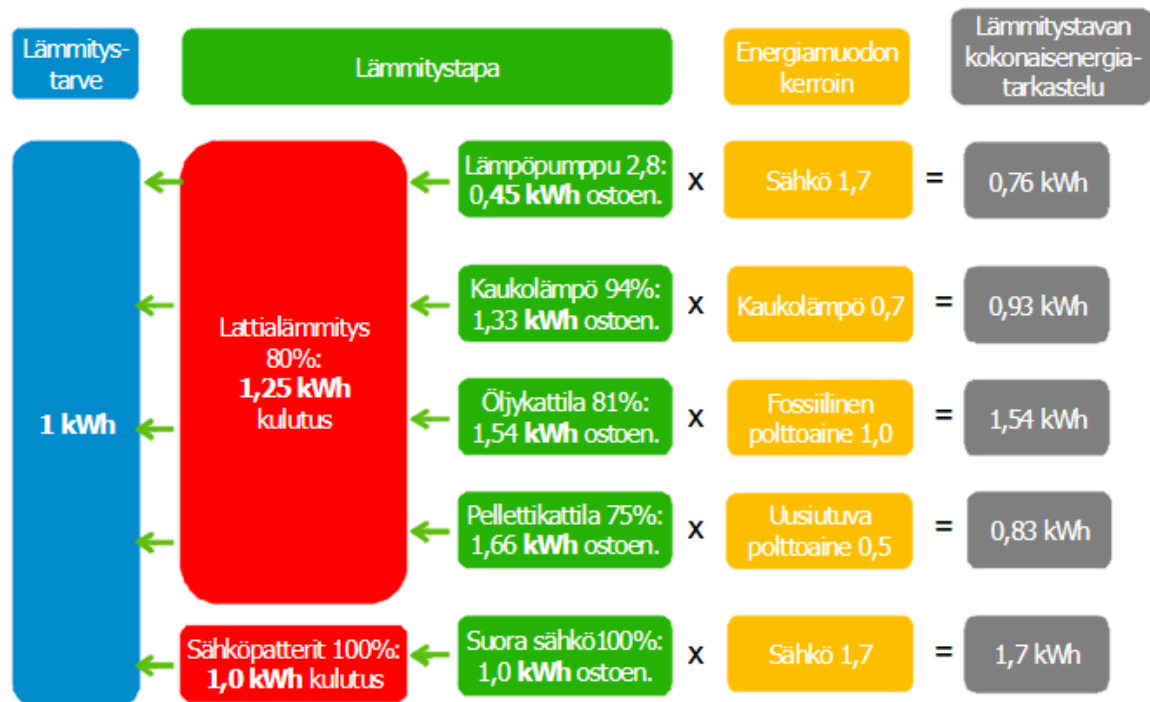 Lämmitys-
tarve
Lämmitystapa
Energiamuodon
kerroin
Lämmitystavan
kokonaisenergia-
tarkastelu
1 kWh
Lattialämmitys
80%:
1,25 kWh
kulutus
Lämpöpumppu 2,8:
0,45 kWh ostoen.
x
Sähkö 1,7
=
0,76 kWh
Kaukolämpö 94%:
1,33 kWh ostoen.
x
Kaukolämpö 0,7
=
0,93 kWh
Öljykattila 81%:
1,54 kWh ostoen.
x
Fossiilinen
polttoaine 1,0
=
1,54 kWh
Pellettikattila 75%:
1,66 kWh ostoen.
x
Uusiutuva
polttoaine 0,5
=
0,83 kWh
Sähköpatterit 100%:
1,0 kWh kulutus
Suora sähkö100%:
1,0 kWh ostoen.
x
Sähkö 1,7
=
1,7 kWh